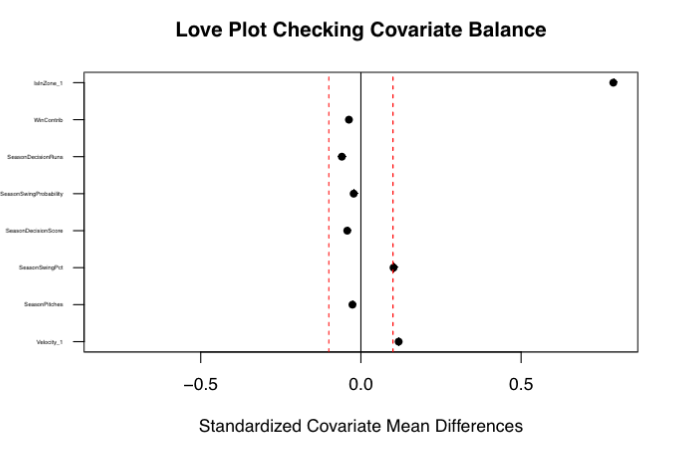 Love Plot Checking Covariate Balance
IsInZone_1
WinContrib
SeasonDecisionRuns
SeasonSwingProbability
SeasonDecisionScore
SeasonSwingPct
SeasonPitches
Velocity_1
−0.5 0.0 0.5
Standardized Covariate Mean Differences